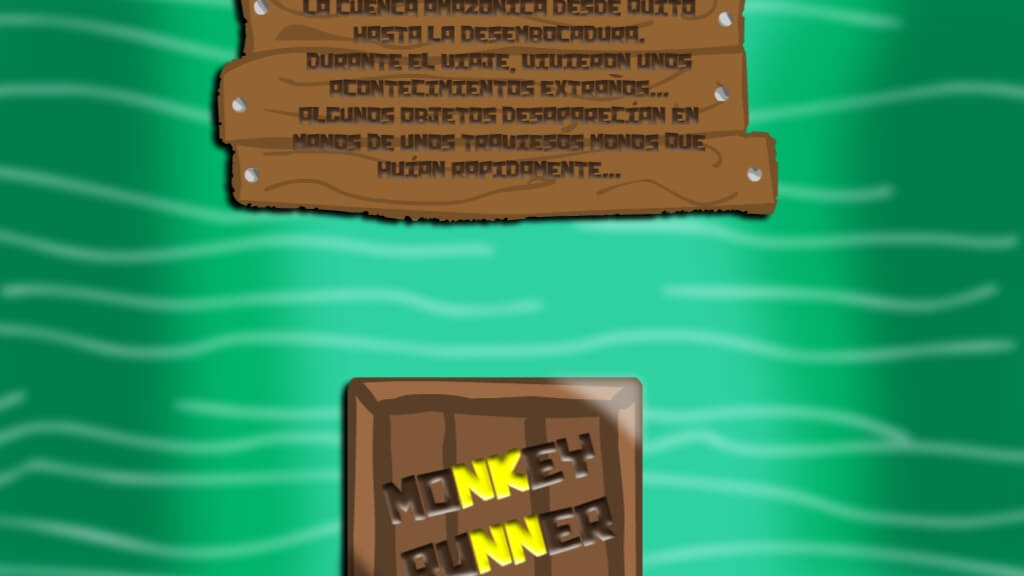 LA CUENCA AMAZÓNICA DESDE QUITO
HASTA LA DESEMBOCADURA.
DURANTE EL VIAJE, VIVIERON UNOS
ACONTECIMIENTOS EXTRAÑOS...
ALGUNOS OBJETOS DESAPARECÍAN EN
MANOS DE UNOS TRAVIESOS MONOS QUE
HUÍAN RAPIDAMENTE...
MONKEY
RUNNER